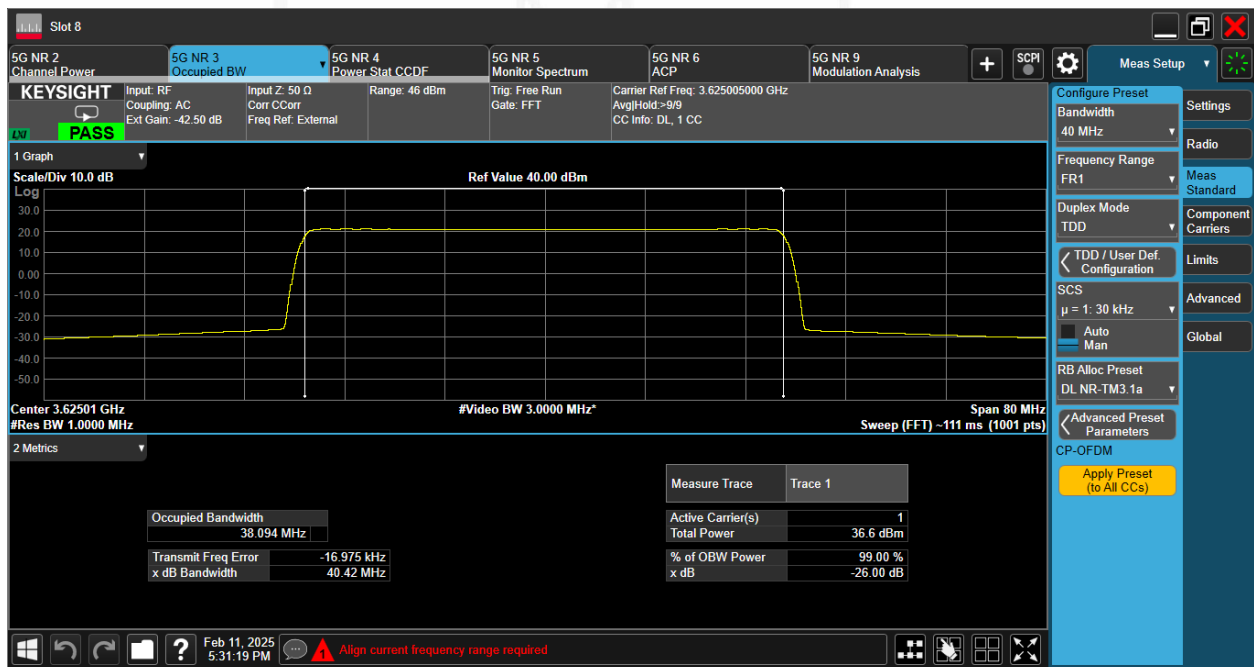 Slot 8
5G NR 2
Channel Power
5G NR 3
Occupied BW
5G NR 4
Power Stat CCDF
5G NR 5
Monitor Spectrum
5G NR 6
ACP
5G NR 9
Modulation Analysis
SCPI
Meas Setup
KEYSIGHT
LXI
PASS
Input: RF
Coupling: AC
Ext Gain: -42.50 dB
Input Z: 50 Ω
Corr CCorr
Freq Ref: External
Range: 46 dBm
Trig: Free Run
Gate: FFT
Carrier Ref Freq: 3.625005000 GHz
Avg|Hold:>9/9
CC Info: DL, 1 CC
1 Graph
Scale/Div 10.0 dB
Ref Value 40.00 dBm
Log
30.0
20.0
10.0
0.00
-10.0
-20.0
-30.0
-40.0
-50.0
Center 3.62501 GHz
#Video BW 3.0000 MHz*
Span 80 MHz
#Res BW 1.0000 MHz
Sweep (FFT) ~111 ms (1001 pts)
2 Metrics
Measure Trace
Trace 1
Occupied Bandwidth
38.094 MHz
Active Carrier(s) 1
Total Power 36.6 dBm
Transmit Freq Error -16.975 kHz
x dB Bandwidth 40.42 MHz
% of OBW Power 99.00 %
x dB -26.00 dB
Configure Preset
Bandwidth
40 MHz
Frequency Range
FR1
Duplex Mode
TDD
TDD / User Def.
Configuration
SCS
μ = 1: 30 kHz
Auto
Man
RB Alloc Preset
DL NR-TM3.1a
Advanced Preset
Parameters
CP-OFDM
Apply Preset
(to All CCs)
Settings
Radio
Meas
Standard
Component
Carriers
Limits
Advanced
Global
?
Feb 11, 2025
5:31:19 PM
1
Align current frequency range required